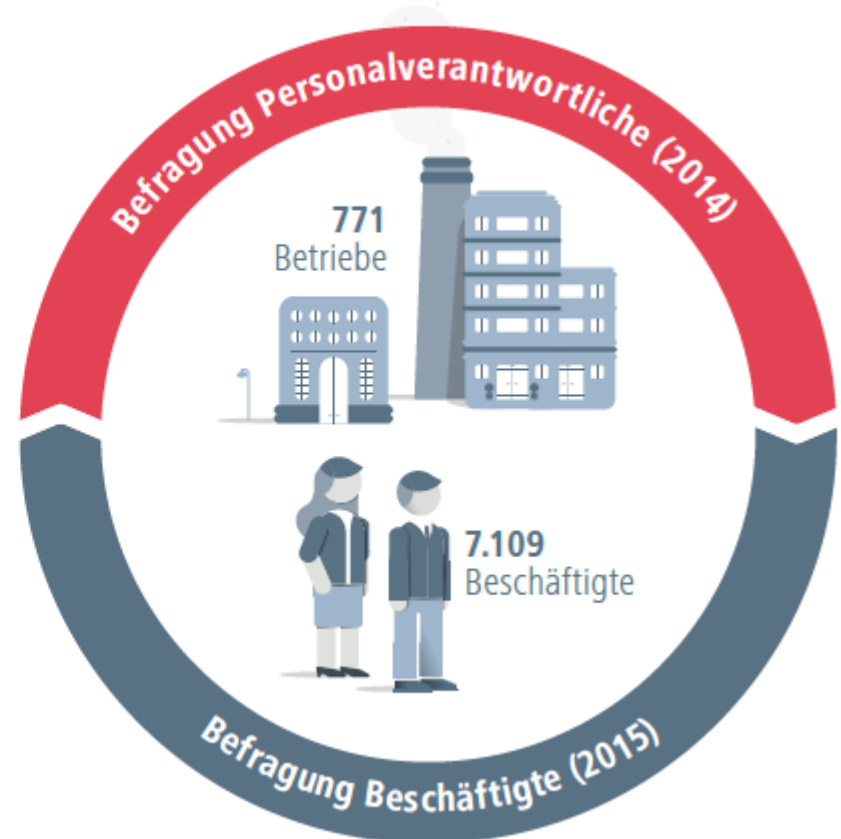 Befragung Personalverantwortliche (2014)
771
Betriebe
7.109
Beschäftigte
Befragung Beschäftigte (2015)